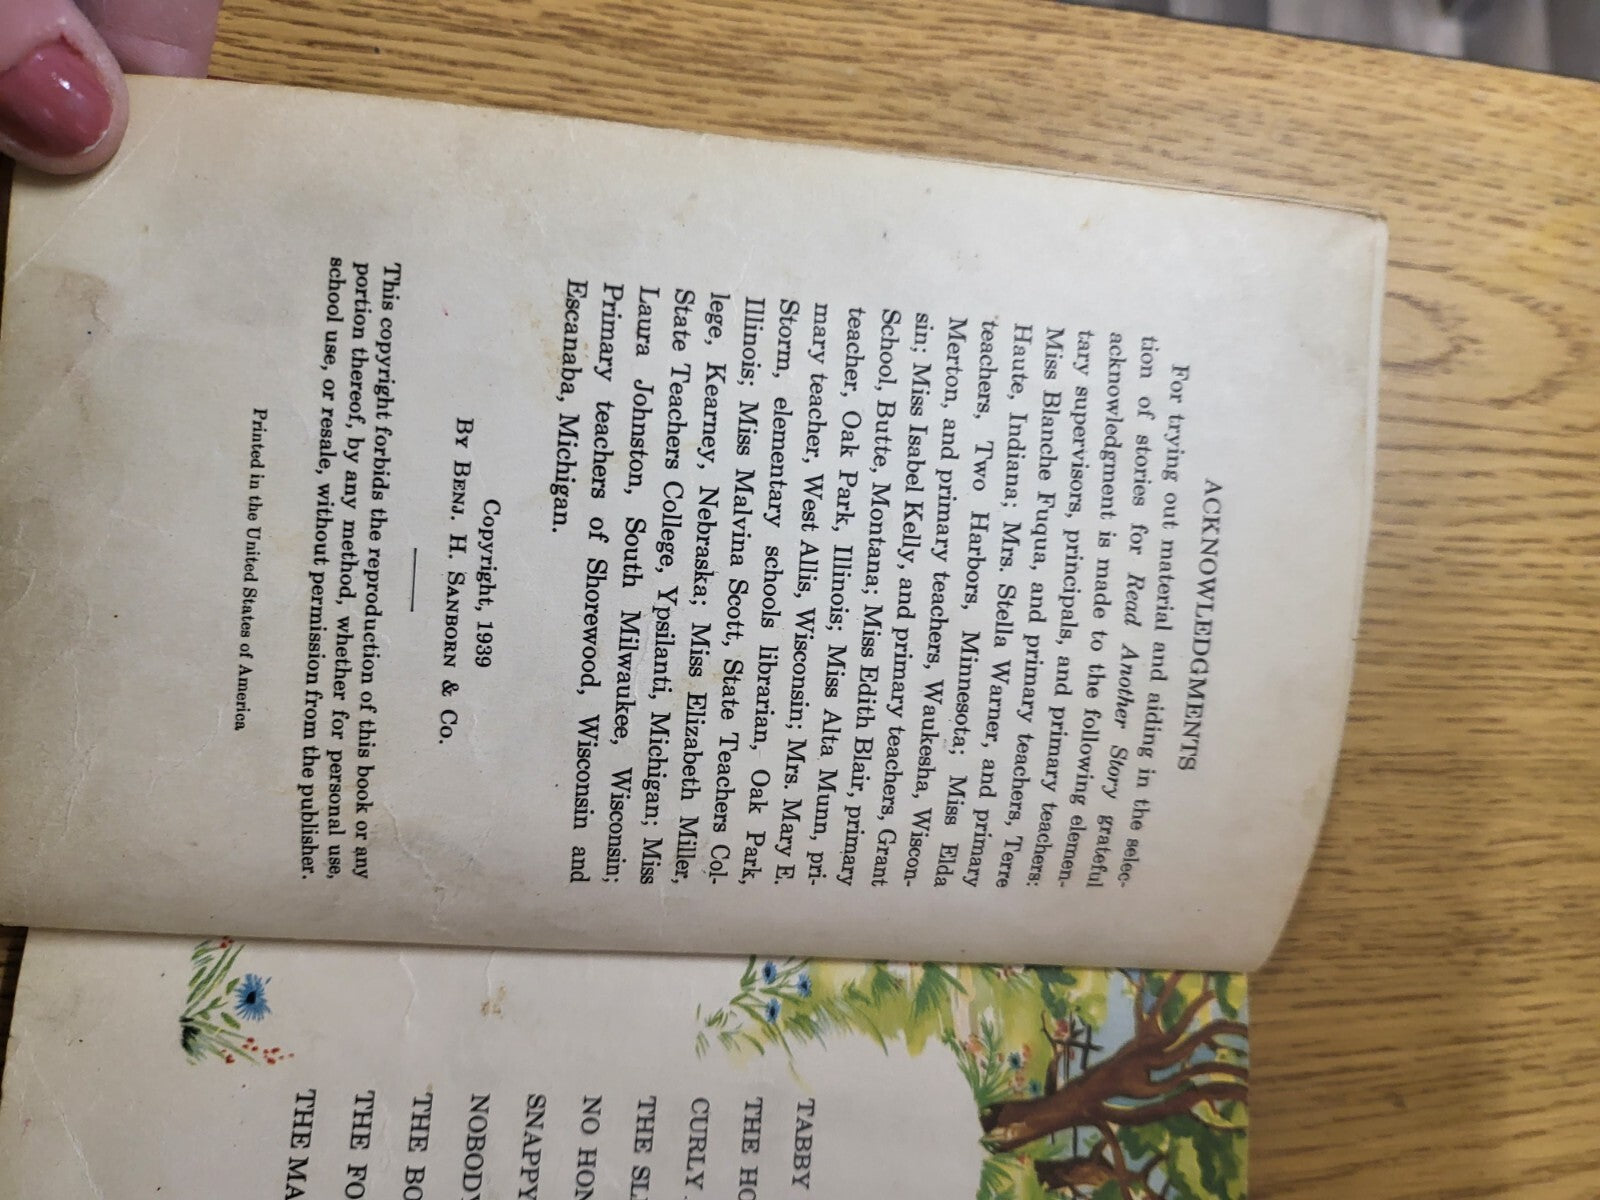 ACKNOWLEDGMENTS
For trying out material and aiding in the selec-
tion of stories for Read Another Story grateful
acknowledgment is made to the following elemen-
tary supervisors, principals, and primary teachers:
Miss Blanche Fuqua, and primary teachers, Terre
Haute, Indiana; Mrs. Stella Warner, and primary
teachers, Two Harbors, Minnesota; Miss Elda
Merton, and primary teachers, Waukesha, Wiscon-
sin; Miss Isabel Kelly, and primary teachers, Grant
School, Butte, Montana; Miss Edith Blair, primary
teacher, Oak Park, Illinois; Miss Alta Munn, pri-
mary teacher, West Allis, Wisconsin; Mrs. Mary E.
Storm, elementary schools librarian, Oak Park,
Illinois; Miss Malvina Scott, State Teachers Col-
lege, Kearney, Nebraska; Miss Elizabeth Miller,
State Teachers College, Ypsilanti, Michigan; Miss
Laura Johnston, South Milwaukee, Wisconsin;
Primary teachers of Shorewood, Wisconsin and
Escanaba, Michigan.
Copyright, 1939
BY BENJ. H. SANBORN & CO.
This copyright forbids the reproduction of this book or any
portion thereof, by any method, whether for personal use,
school use, or resale, without permission from the publisher.
Printed in the United States of America
TABBY
THE HO
CURLY
THE SL
NO HON
SNAPPY
NOBODY
THE BO
THE FO
THE MA